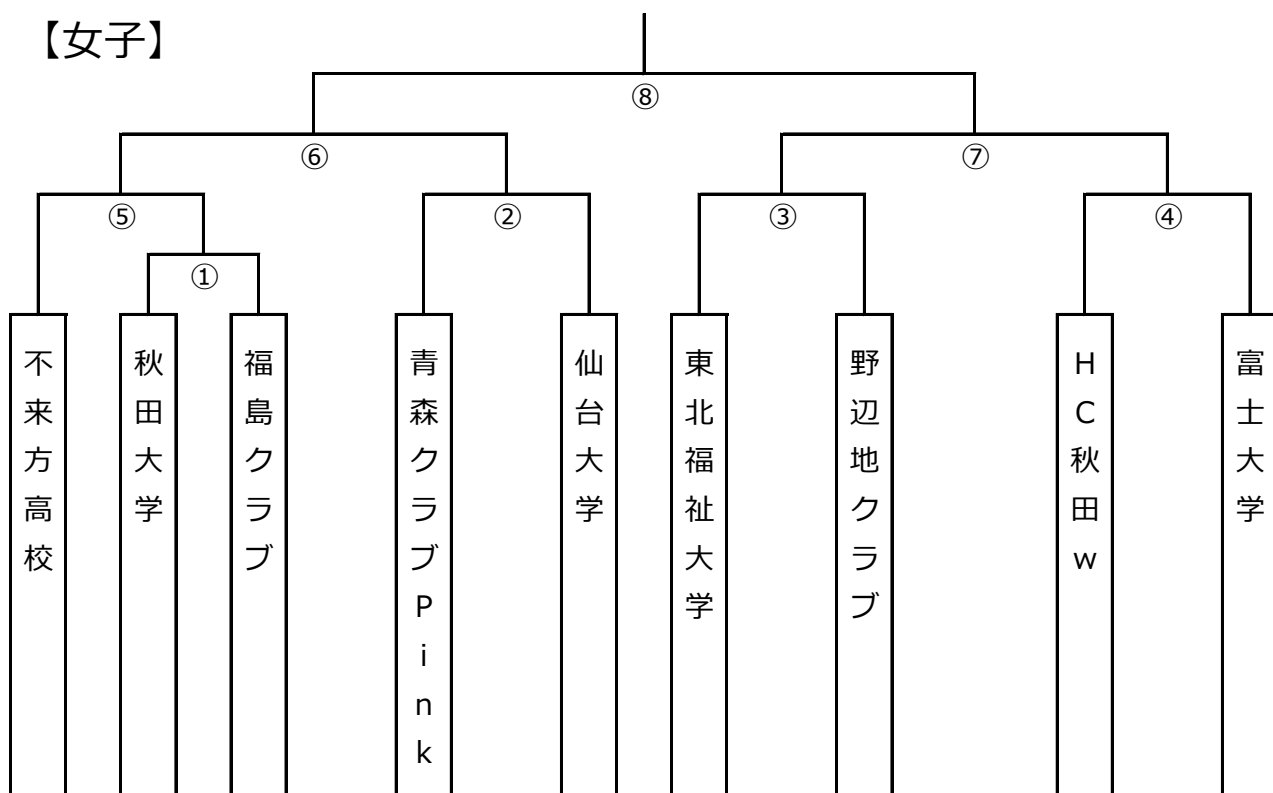 【女子】
⑧
⑥
⑦
⑤
②
③
④
①
不来方高校
秋田大学
福島クラブ
青森クラブPink
仙台大学
東北福祉大学
野辺地クラブ
HC秋田w
富士大学